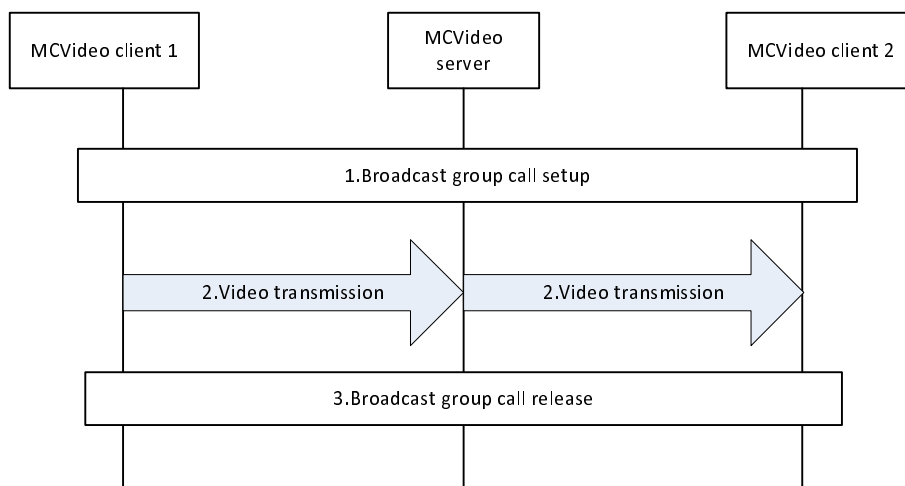 MCVideo client 1
MCVideo
server
MCVideo client 2
1.Broadcast group call setup
2.Video transmission
2.Video transmission
3.Broadcast group call release